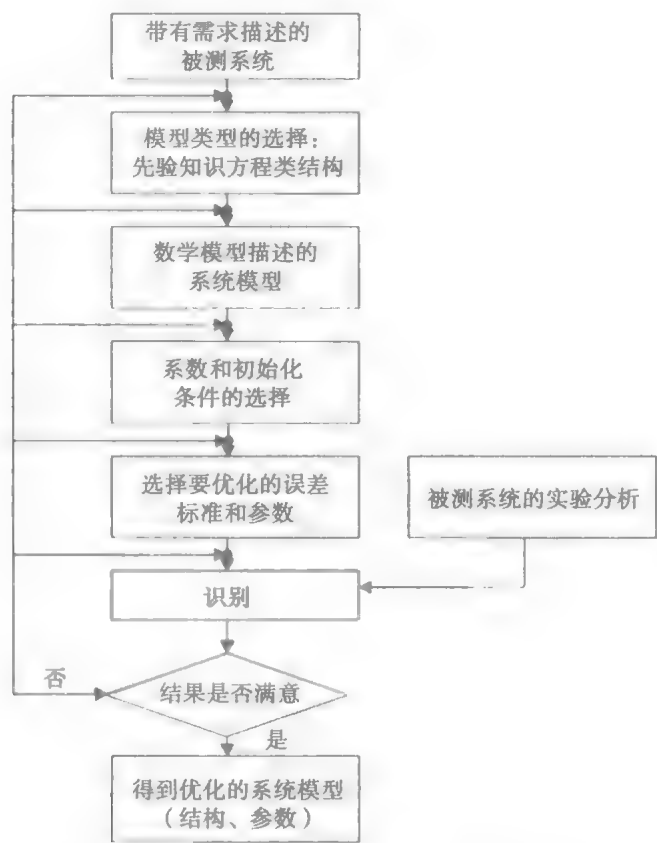 带有需求描述的
被测系统
模型类型的选择：
先验知识方程类结构
数学模型描述的
系统模型
系数和初始化
条件的选择
选择要优化的误差
标准和参数
被测系统的实验分析
识别
否
结果是否满意
是
得到优化的系统模型
（结构、参数）